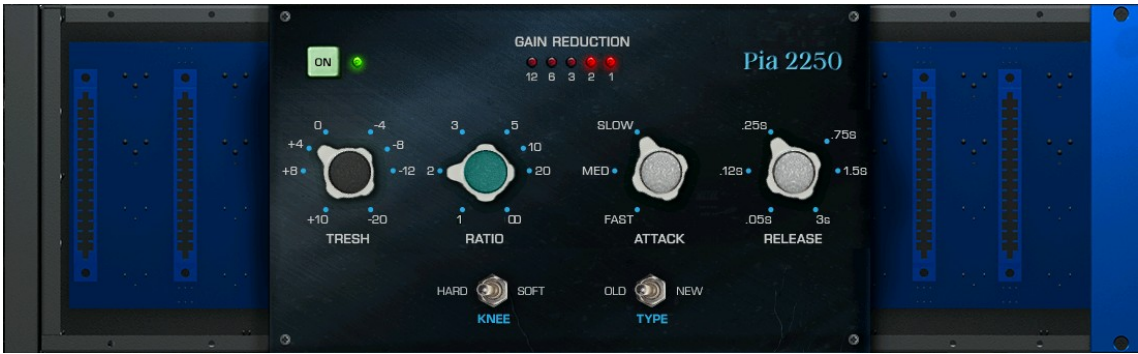 GAIN REDUCTION
ON
Pia 2250
12 6 3 2 1
0 -4
+4 -8
+8 -12
+10 -20
TRESH
3 5
10
2 20
1 ∞
RATIO
SLOW
MED
FAST
ATTACK
.25s .75s
.12s 1.5s
.05s 3s
RELEASE
HARD SOFT
KNEE
OLD NEW
TYPE